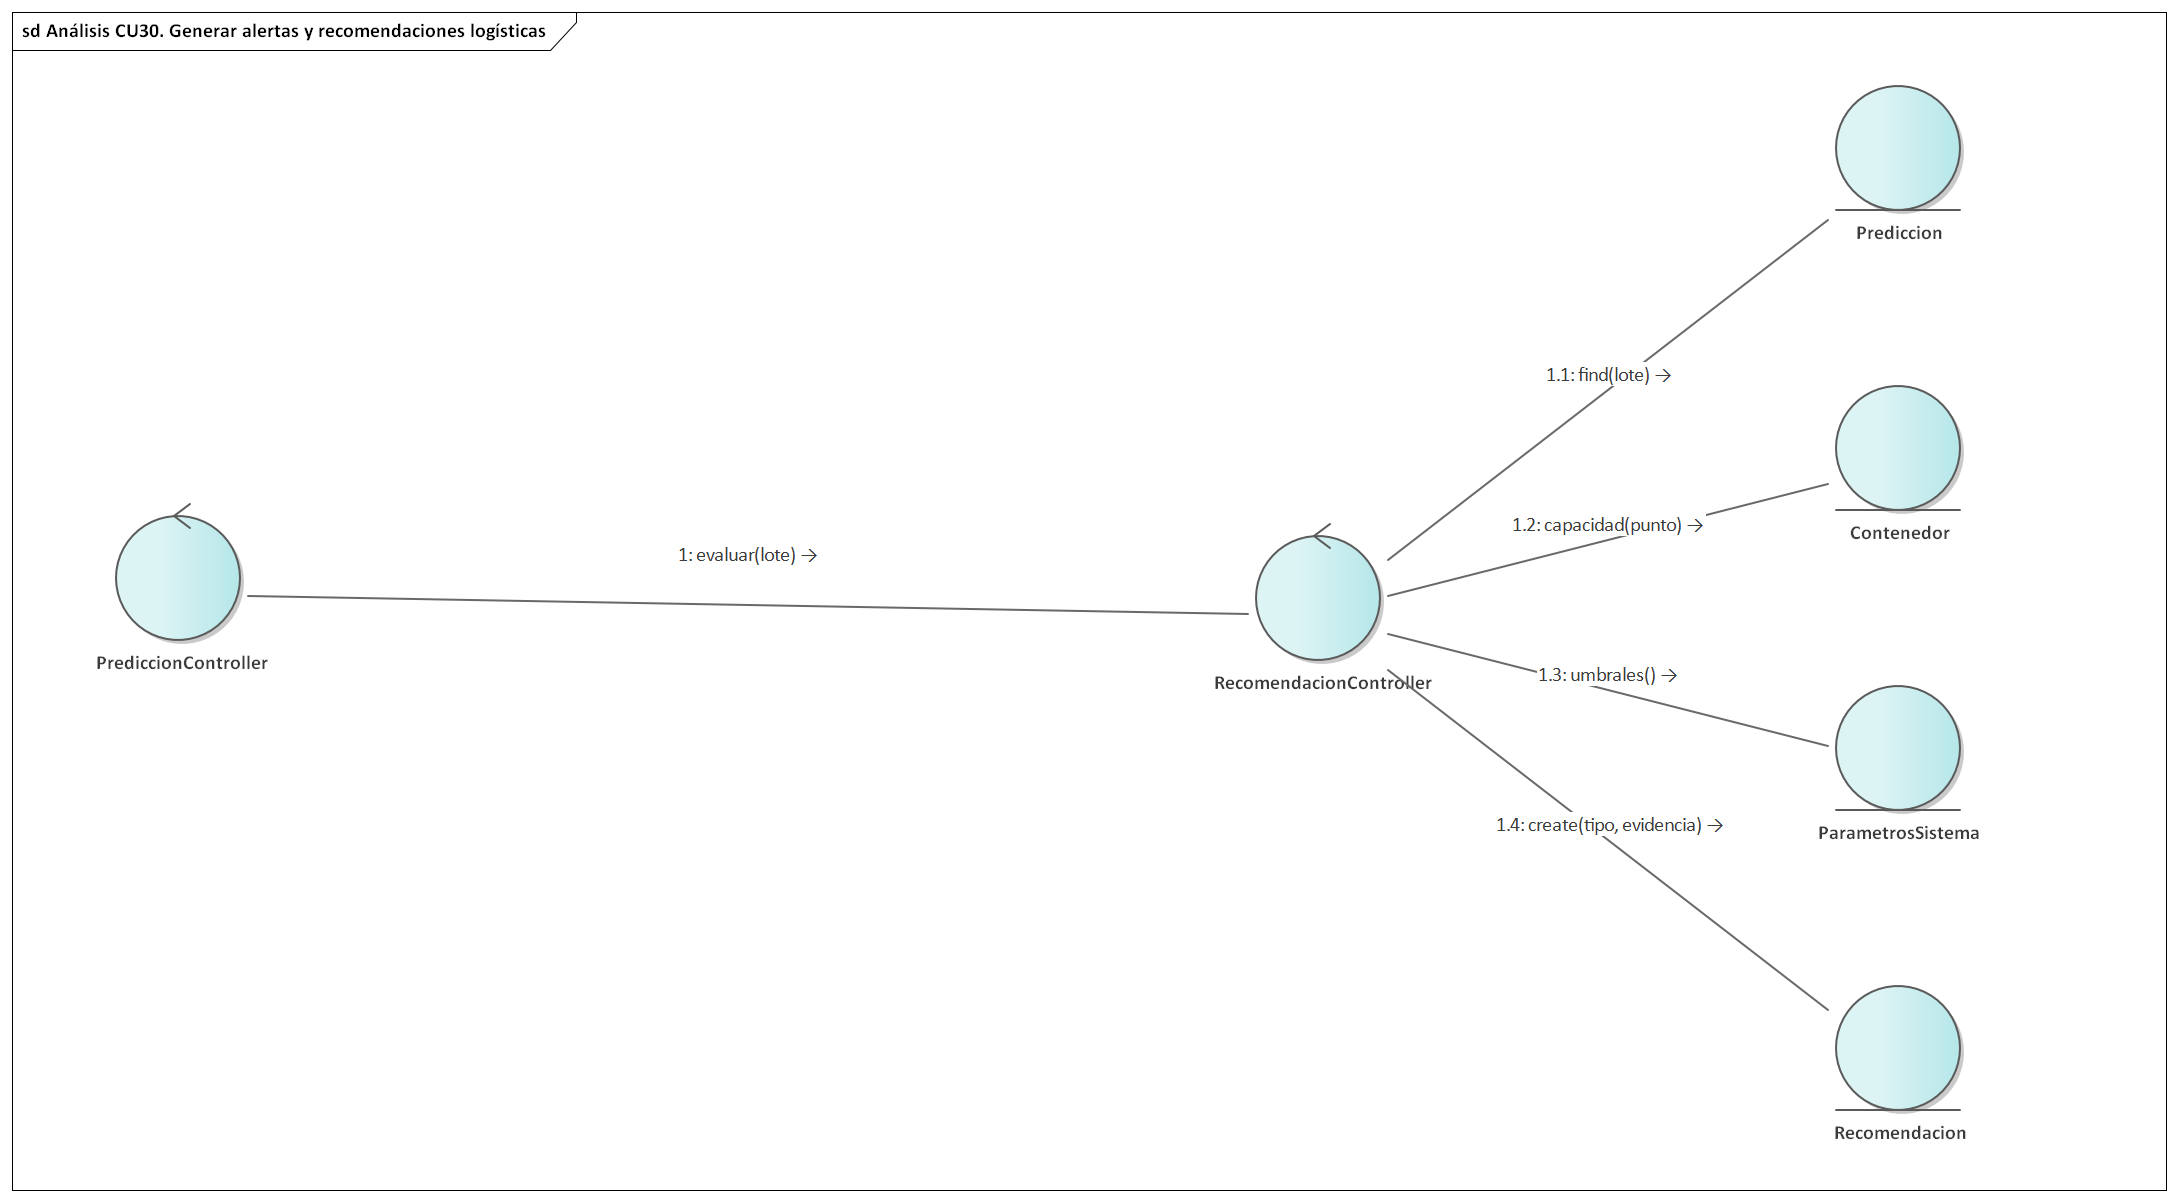 sd Análisis CU30. Generar alertas y recomendaciones logísticas
Prediccion
1.1: find(lote) →
Contenedor
1.2: capacidad(punto) →
1: evaluar(lote) →
PrediccionController
RecomendacionController
1.3: umbrales() →
ParametrosSistema
1.4: create(tipo, evidencia) →
Recomendacion